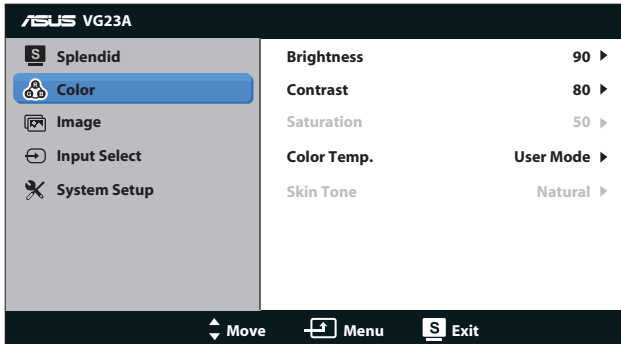 ASUS VG23A
S Splendid
Color
Image
Input Select
System Setup
Brightness 90
Contrast 80
Saturation 50
Color Temp. User Mode
Skin Tone Natural
Move Menu S Exit